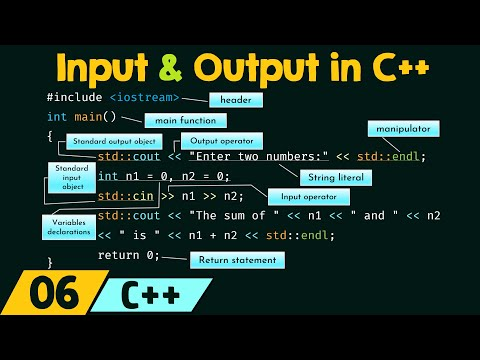 Input & Output in C++
#include <iostream>
header
int main()
main function
{
Standard output object
Output operator
manipulator
std::cout << "Enter two numbers:" << std::endl;
Standard input object
int n1 = 0, n2 = 0;
String literal
std::cin >> n1 >> n2;
Input operator
Variables declarations
std::cout << "The sum of " << n1 << " and " << n2
<< " is " << n1 + n2 << std::endl;
return 0;
Return statement
}
06
C++